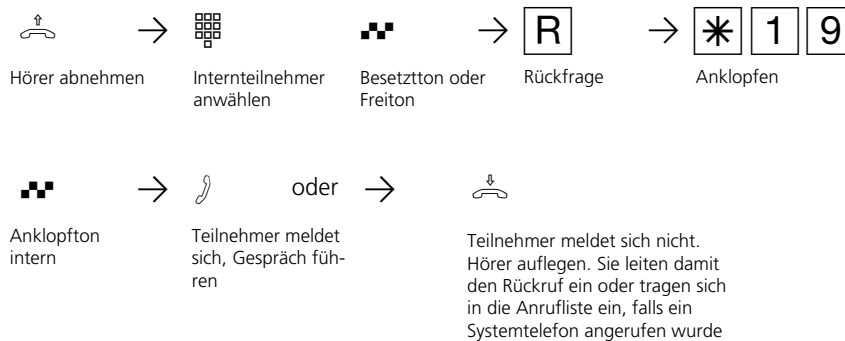 R
* 1 9
Hörer abnehmen
Internteilnehmer
anwählen
Besetztton oder
Freiton
Rückfrage
Anklopfen
oder
Anklopfton
intern
Teilnehmer meldet
sich, Gespräch füh-
ren
Teilnehmer meldet sich nicht.
Hörer auflegen. Sie leiten damit
den Rückruf ein oder tragen sich
in die Anrufliste ein, falls ein
Systemtelefon angerufen wurde